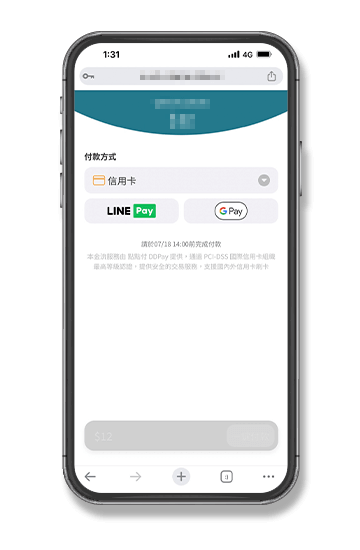 1:31
4G
付款方式
信用卡
LINE Pay
G Pay
請於07/18 14:00前完成付款
本金流服務由 點點付 DDPay 提供，通過 PCI-DSS 國際信用卡組織
最高等級認證，提供安全的交易服務，支援國內外信用卡刷卡
$12